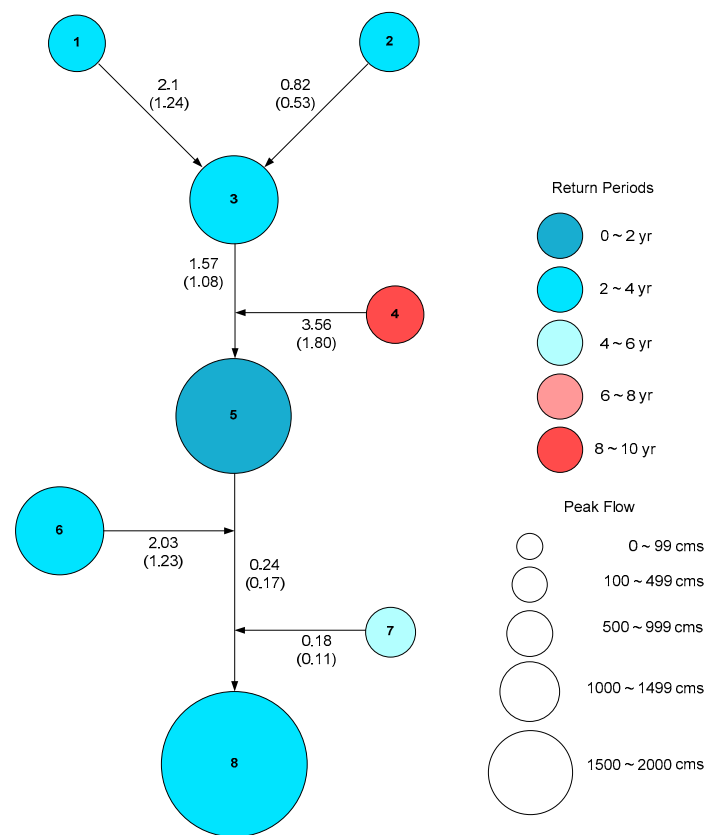 1
2
2.1
(1.24)
0.82
(0.53)
3
1.57
(1.08)
4
3.56
(1.80)
5
6
2.03
(1.23)
0.24
(0.17)
7
0.18
(0.11)
8
Return Periods
0 ~ 2 yr
2 ~ 4 yr
4 ~ 6 yr
6 ~ 8 yr
8 ~ 10 yr
Peak Flow
0 ~ 99 cms
100 ~ 499 cms
500 ~ 999 cms
1000 ~ 1499 cms
1500 ~ 2000 cms